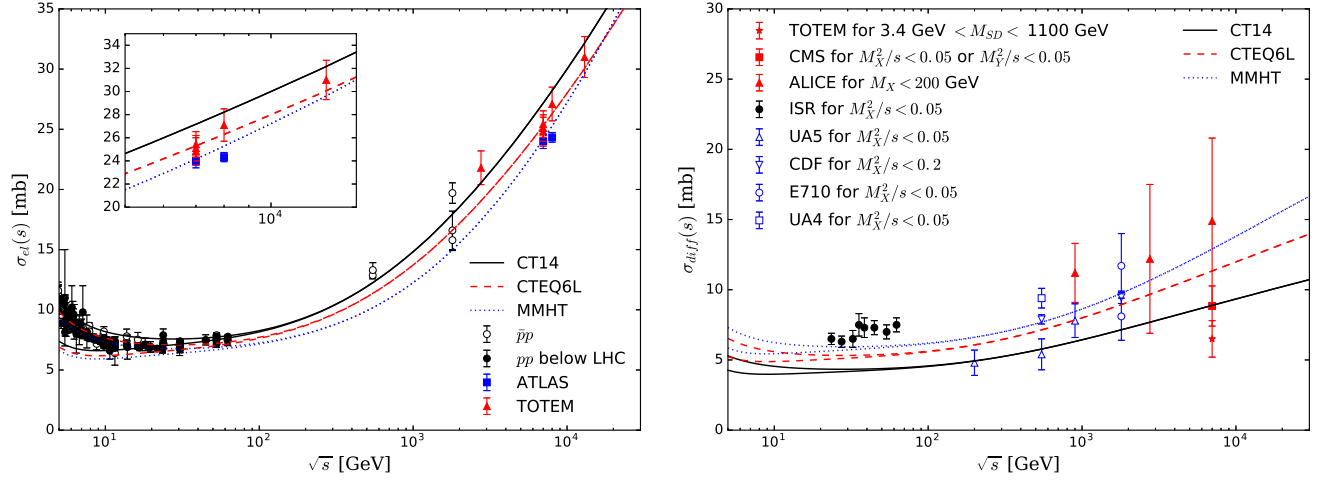 35
30
25
20
15
10
5
0
σ_el(s) [mb]
34
32
30
28
26
24
22
20
10^4
CT14
CTEQ6L
MMHT
p̄p
pp below LHC
ATLAS
TOTEM
10^1 10^2 10^3 10^4
√s [GeV]
35
30
25
20
15
10
5
0
σ_diff(s) [mb]
TOTEM for 3.4 GeV < M_SD < 1100 GeV
CMS for M_X^2/s < 0.05 or M_Y^2/s < 0.05
ALICE for M_X < 200 GeV
ISR for M_X^2/s < 0.05
UA5 for M_X^2/s < 0.05
CDF for M_X^2/s < 0.2
E710 for M_X^2/s < 0.05
UA4 for M_X^2/s < 0.05
CT14
CTEQ6L
MMHT
10^1 10^2 10^3 10^4
√s [GeV]